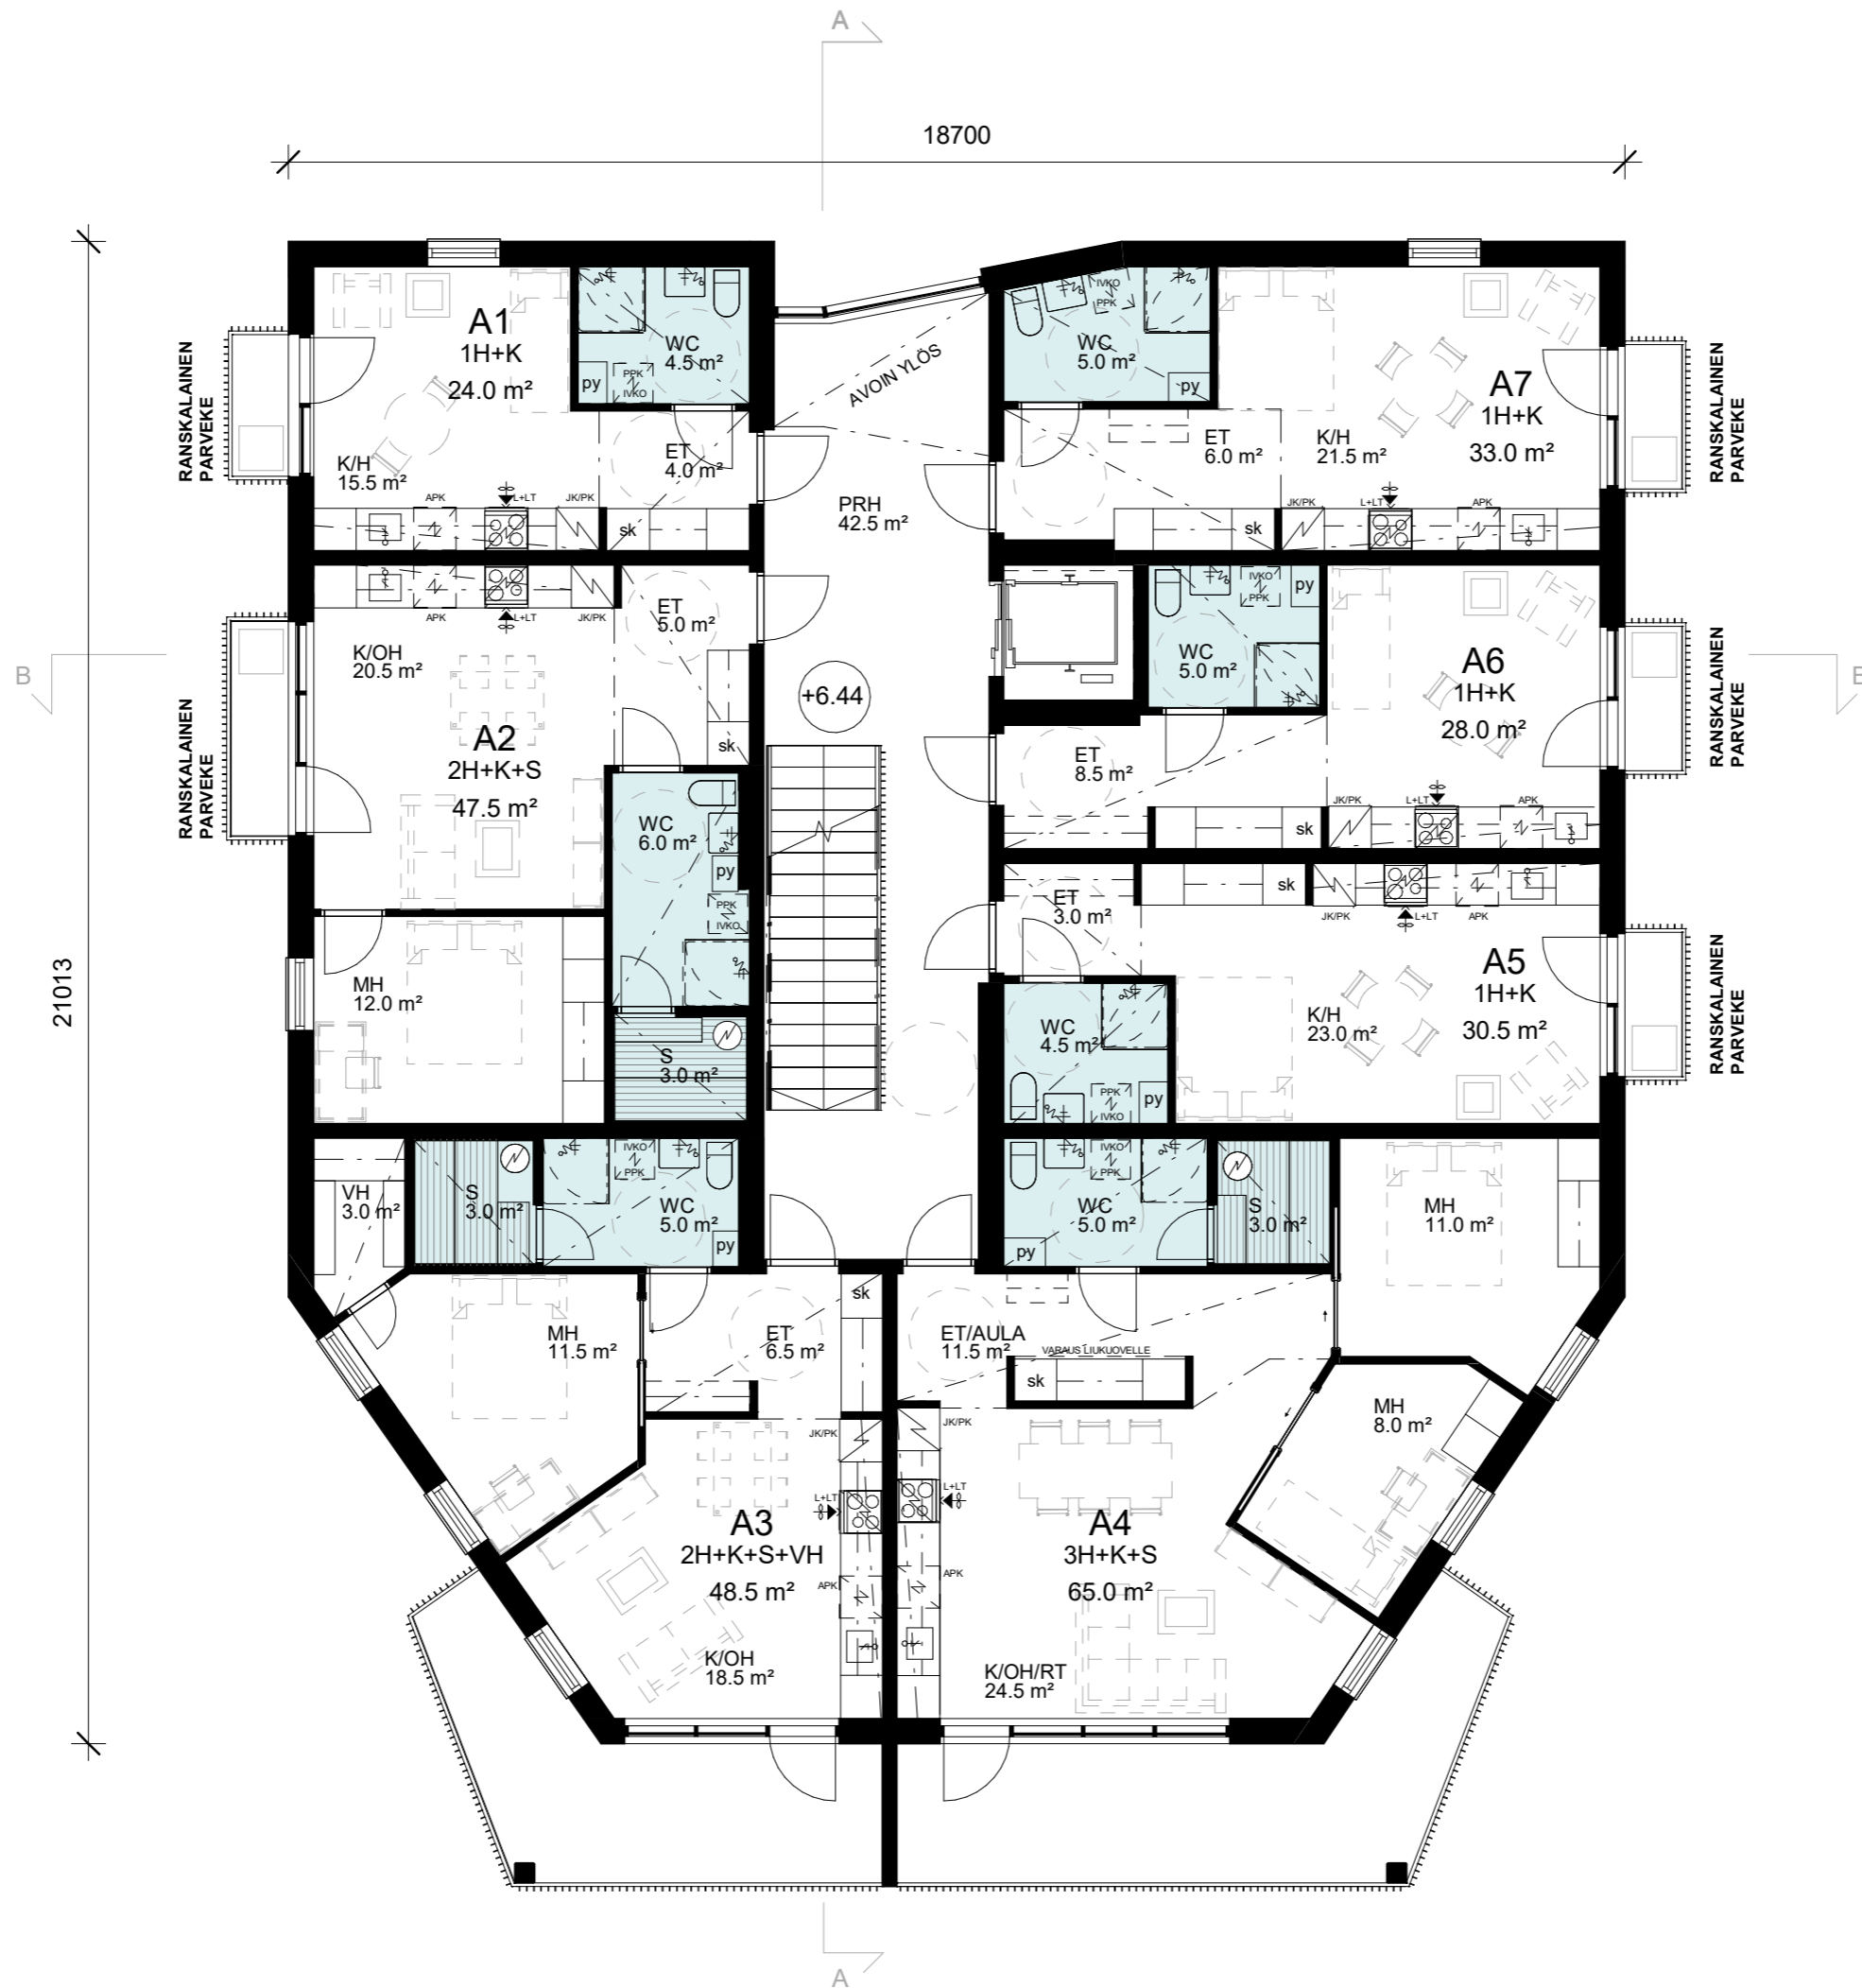 A
18700
21013
B
B
RANSKALAINEN
PARVEKE
A1
1H+K
24.0 m²
WC
4.5 m²
py
PPK
IVKO
ET
4.0 m²
K/H
15.5 m²
APK
L+LT
JK/PK
sk
AVOIN YLÖS
PRH
42.5 m²
IVKO
PPK
WC
5.0 m²
py
ET
6.0 m²
K/H
21.5 m²
A7
1H+K
33.0 m²
RANSKALAINEN
PARVEKE
sk
JK/PK
L+LT
APK
APK
L+LT
JK/PK
ET
5.0 m²
K/OH
20.5 m²
RANSKALAINEN
PARVEKE
A2
2H+K+S
47.5 m²
sk
WC
6.0 m²
py
PPK
IVKO
+6.44
IVKO
PPK
py
WC
5.0 m²
A6
1H+K
28.0 m²
RANSKALAINEN
PARVEKE
ET
8.5 m²
sk
JK/PK
L+LT
APK
ET
3.0 m²
sk
JK/PK
L+LT
APK
A5
1H+K
30.5 m²
RANSKALAINEN
PARVEKE
K/H
23.0 m²
WC
4.5 m²
PPK
IVKO
py
MH
12.0 m²
S
3.0 m²
VH
3.0 m²
S
3.0 m²
IVKO
PPK
WC
5.0 m²
py
IVKO
PPK
WC
5.0 m²
py
S
3.0 m²
MH
11.0 m²
MH
11.5 m²
ET
6.5 m²
sk
ET/AULA
11.5 m²
VARAUS LIUKUOVELLE
sk
MH
8.0 m²
JK/PK
L+LT
APK
A3
2H+K+S+VH
48.5 m²
K/OH
18.5 m²
JK/PK
L+LT
APK
A4
3H+K+S
65.0 m²
K/OH/RT
24.5 m²
A